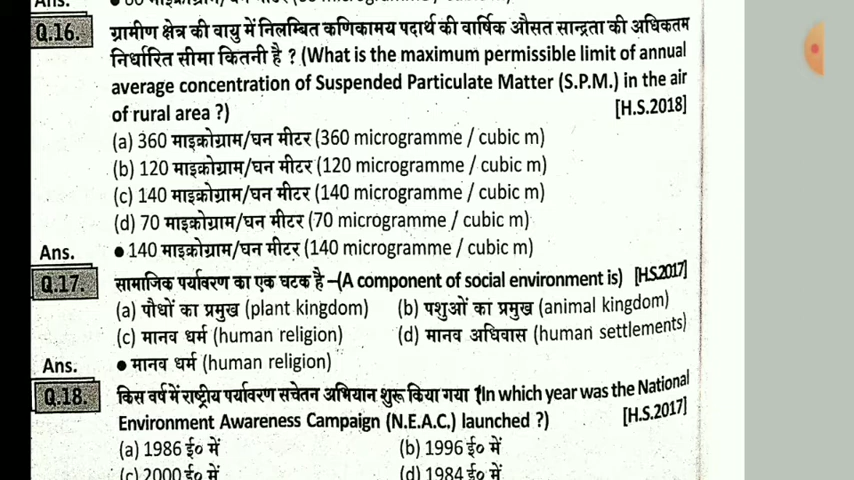 Ans.
Q.16. ग्रामीण क्षेत्र की वायु में निलम्बित कणिकामय पदार्थ की वार्षिक औसत सान्द्रता की अधिकतम
निर्धारित सीमा कितनी है ? (What is the maximum permissible limit of annual
average concentration of Suspended Particulate Matter (S.P.M.) in the air
of rural area ?) [H.S.2018]
(a) 360 माइक्रोग्राम/घन मीटर (360 microgramme / cubic m)
(b) 120 माइक्रोग्राम/घन मीटर (120 microgramme / cubic m)
(c) 140 माइक्रोग्राम/घन मीटर (140 microgramme / cubic m)
(d) 70 माइक्रोग्राम/घन मीटर (70 microgramme / cubic m)
Ans. ● 140 माइक्रोग्राम/घन मीटर (140 microgramme / cubic m)
Q.17. सामाजिक पर्यावरण का एक घटक है –(A component of social environment is) [H.S.2017]
(a) पौधों का प्रमुख (plant kingdom) (b) पशुओं का प्रमुख (animal kingdom)
(c) मानव धर्म (human religion) (d) मानव अधिवास (human settlements)
Ans. ● मानव धर्म (human religion)
Q.18. किस वर्ष में राष्ट्रीय पर्यावरण सचेतन अभियान शुरू किया गया ?(In which year was the National
Environment Awareness Campaign (N.E.A.C.) launched ?) [H.S.2017]
(a) 1986 ई० में (b) 1996 ई० में
(c) 2000 ई० में (d) 1984 ई० में